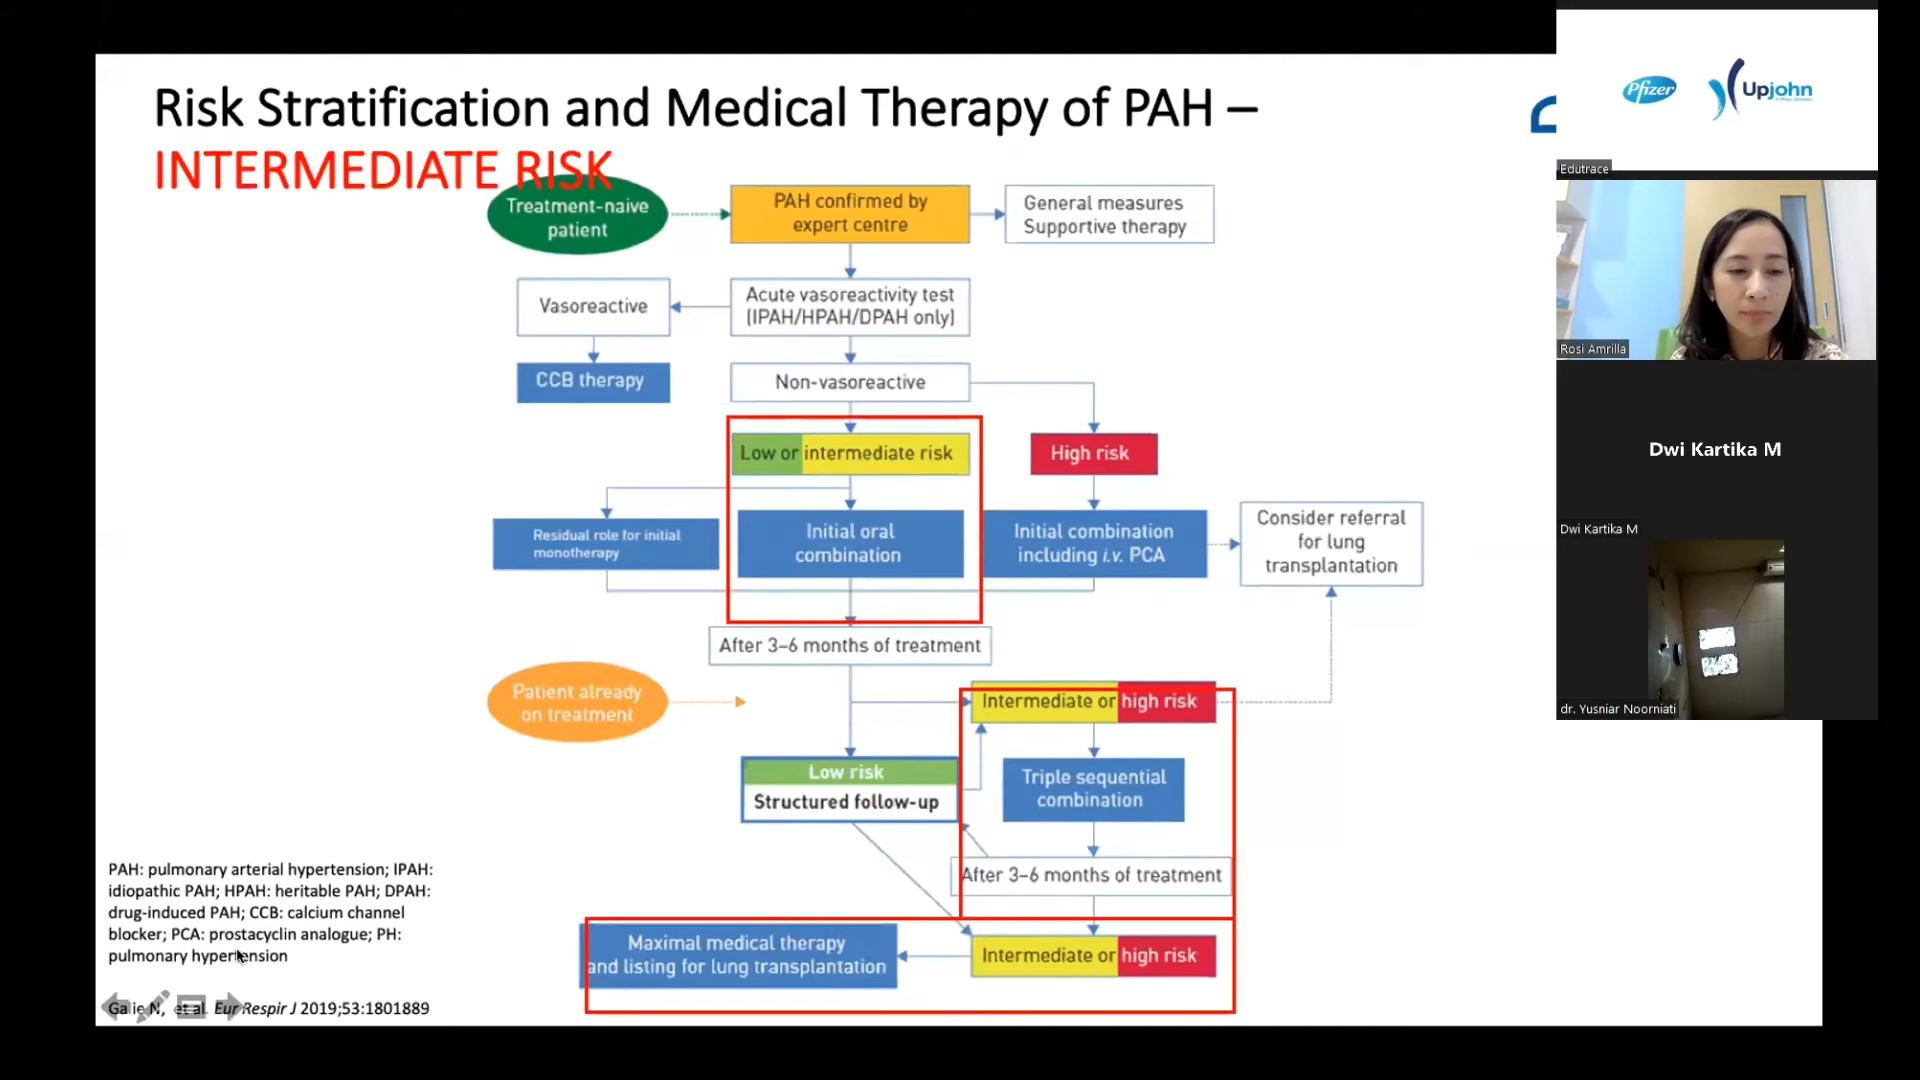 Risk Stratification and Medical Therapy of PAH –
INTERMEDIATE RISK
Treatment-naive
patient
PAH confirmed by
expert centre
General measures
Supportive therapy
Vasoreactive
Acute vasoreactivity test
(IPAH/HPAH/DPAH only)
CCB therapy
Non-vasoreactive
Low or intermediate risk
High risk
Residual role for initial
monotherapy
Initial oral
combination
Initial combination
including i.v. PCA
Consider referral
for lung
transplantation
After 3–6 months of treatment
Patient already
on treatment
Intermediate or high risk
Low risk
Structured follow-up
Triple sequential
combination
After 3–6 months of treatment
Maximal medical therapy
and listing for lung transplantation
Intermediate or high risk
PAH: pulmonary arterial hypertension; IPAH:
idiopathic PAH; HPAH: heritable PAH; DPAH:
drug-induced PAH; CCB: calcium channel
blocker; PCA: prostacyclin analogue; PH:
pulmonary hypertension
Galie N, et al. Eur Respir J 2019;53:1801889
Pfizer
Upjohn
Edutrace
Rosi Amrilla
Dwi Kartika M
Dwi Kartika M
dr. Yusniar Noorniati